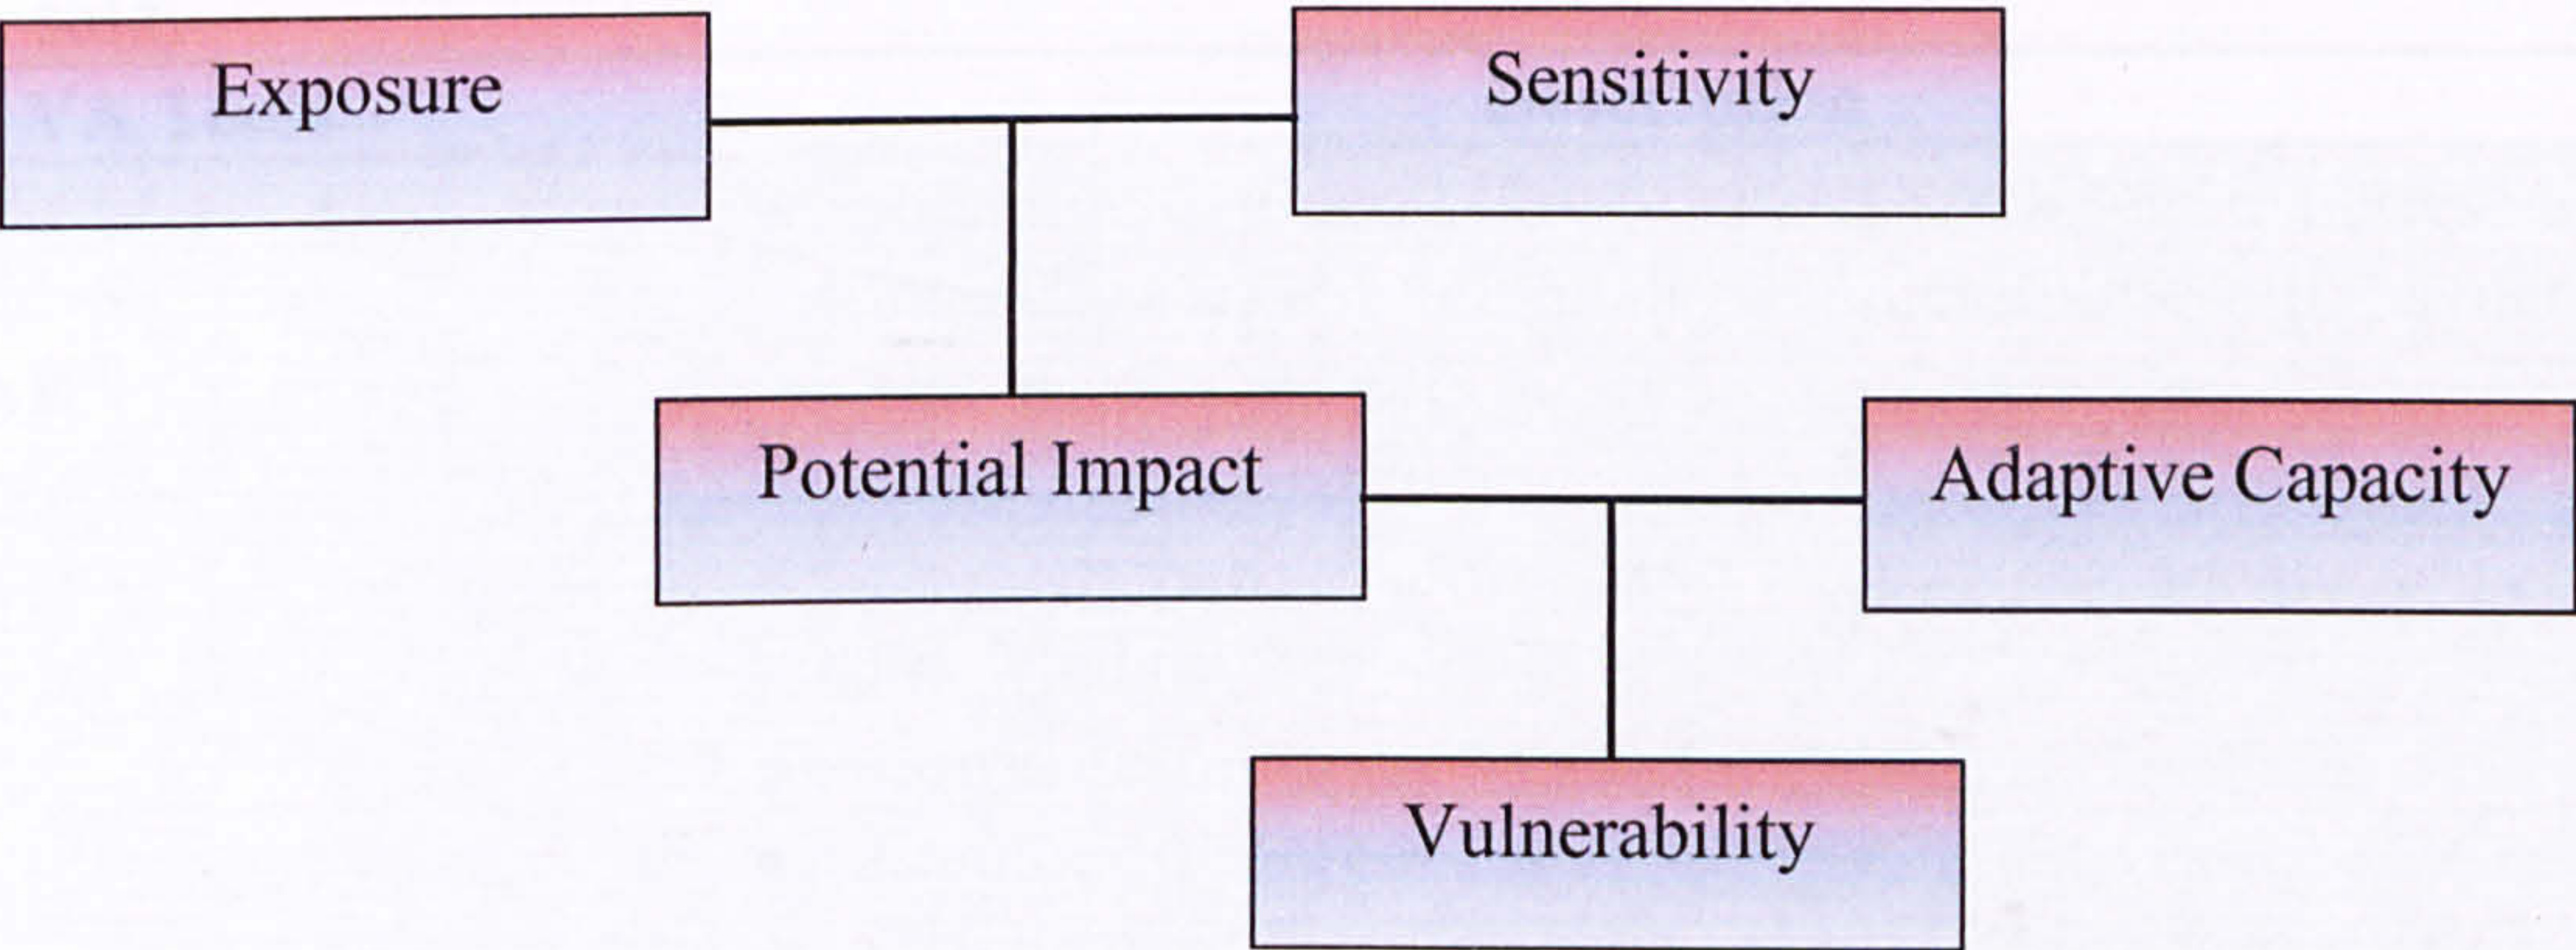 Exposure
Sensitivity
Potential Impact
Adaptive Capacity
Vulnerability